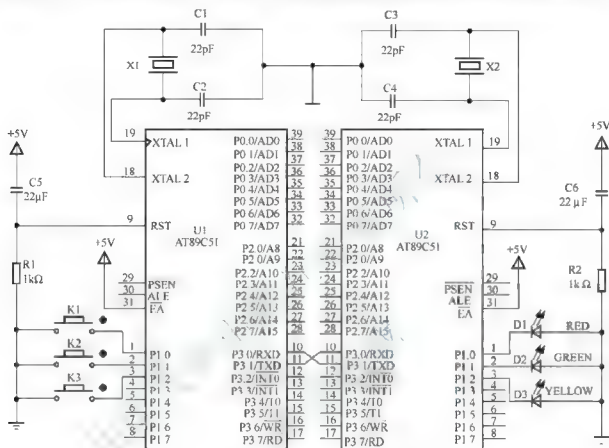 C1
22pF
X1
C2
22pF
C3
22pF
X2
C4
22pF
+5V
C5
22μF
R1
1kΩ
+5V
K1
K2
K3
19
18
9
29
30
31
1
2
3
4
5
6
7
8
XTAL 1
XTAL 2
RST
U1
AT89C51
PSEN
ALE
EA
P1.0
P1 1
P1 2
P1 3
P1 4
P1 5
P1 6
P1 7
P0.0/AD0
P0 1/AD1
P0.2/AD2
P0 3/AD3
P0 4/AD4
P0 5/AD5
P0 6/AD6
P0 7/AD7
P2 0/A8
P2 0/A9
P2.2/A10
P2 3/A11
P2 4/A12
P2 5/A13
P2 6/A14
P2 7/A15
P3 0/RXD
P3 1/TXD
P3.2/INT0
P3 3/INT1
P3 4/T0
P3 5/T1
P3 6/WR
P3 7/RD
39
38
37
36
35
34
33
32
21
22
23
24
25
26
27
28
10
11
12
13
14
15
16
17
39
38
37
36
35
34
33
32
21
22
23
24
25
26
27
28
10
11
12
13
14
15
16
17
P0 0/AD0
P0 1/AD1
P0 2/AD2
P0 3/AD3
P0 4/AD4
P0.5/AD5
P0 6/AD6
P0 7/AD7
P2 0/A8
P2 0/A9
P2 2/A10
P2 3/A11
P2 4/A12
P2 5/A13
P2 6/A14
P2.7/A15
P3.0/RXD
P3 1/TXD
P3 2/INT0
P3 3/INT1
P3 4/T0
P3 5/T1
P3 6/WR
P3 7/RD
U2
AT89C51
XTAL 1
XTAL 2
RST
PSEN
ALE
EA
P1.0
P1 1
P1 2
P1 3
P1 4
P1 5
P1 6
P1 7
19
18
9
29
30
31
1
2
3
4
5
6
7
8
+5V
C6
22 μF
+5V
R2
1kΩ
D1
RED
D2
GREEN
D3
YELLOW